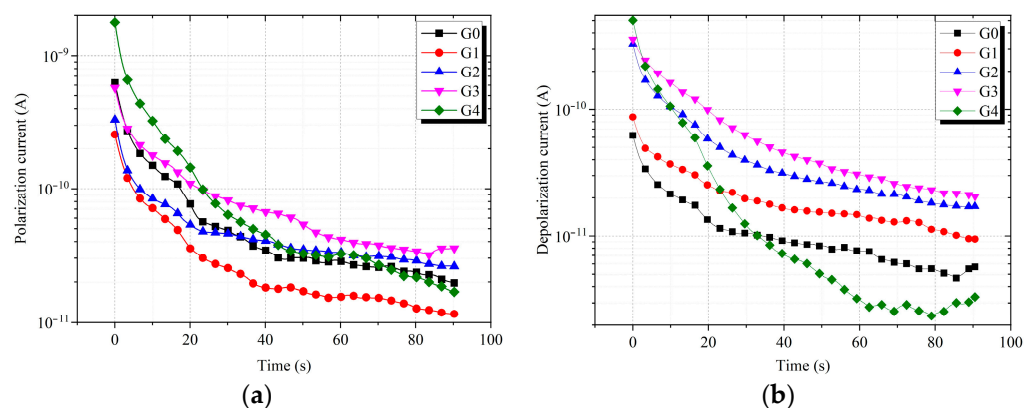 Polarization current (A)
10⁻⁹
10⁻¹⁰
10⁻¹¹
G0
G1
G2
G3
G4
0 20 40 60 80 100
Time (s)
(a)
Depolarization current (A)
10⁻¹⁰
10⁻¹¹
G0
G1
G2
G3
G4
0 20 40 60 80 100
Time (s)
(b)